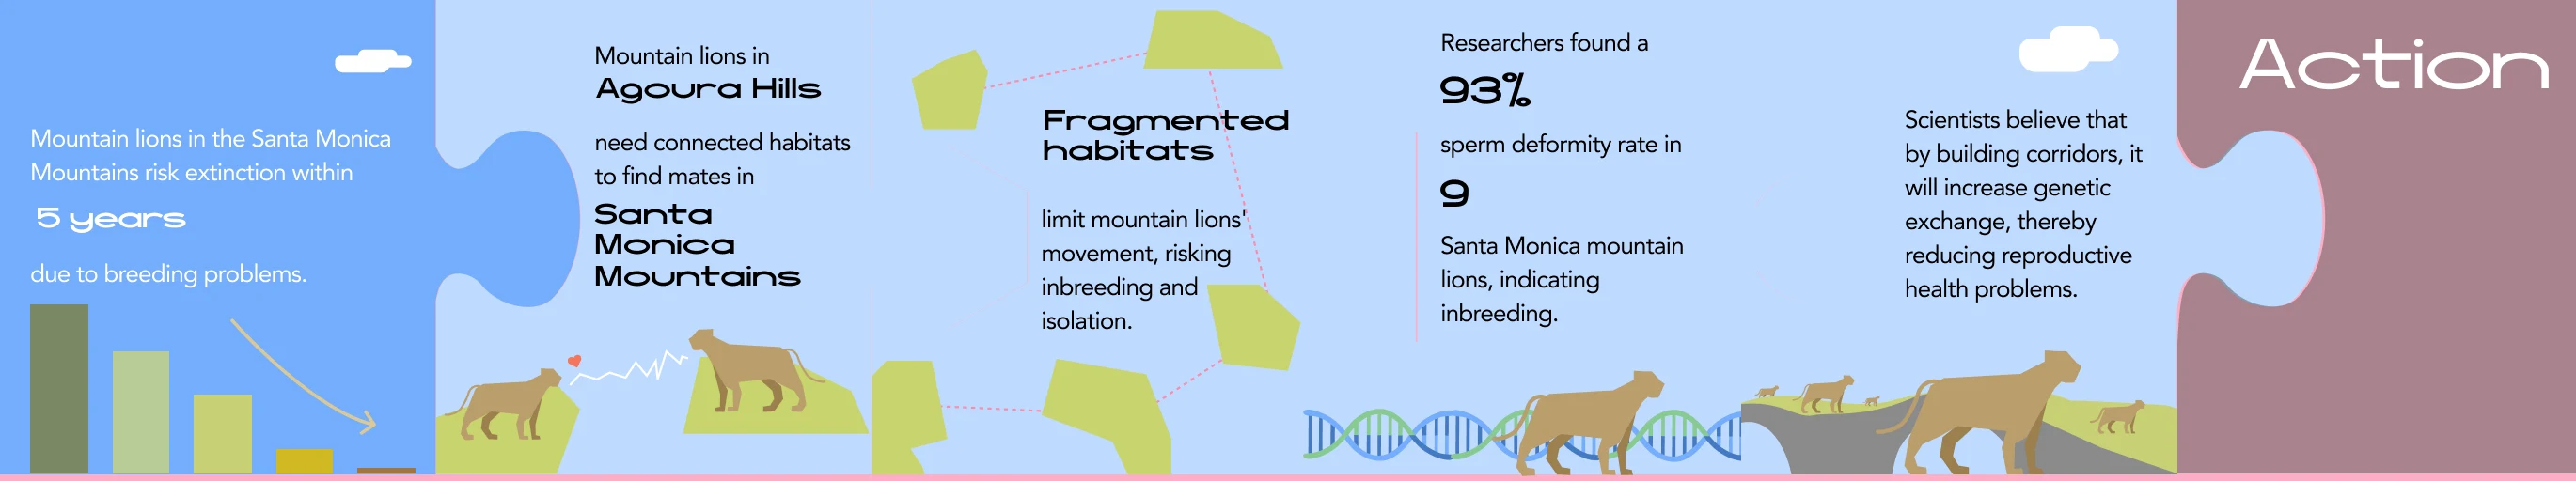 Mountain lions in the Santa Monica
Mountains risk extinction within
5 years
due to breeding problems.
Mountain lions in
Agoura Hills
need connected habitats
to find mates in
Santa
Monica
Mountains
Fragmented
habitats
limit mountain lions'
movement, risking
inbreeding and
isolation.
Researchers found a
93%
sperm deformity rate in
9
Santa Monica mountain
lions, indicating
inbreeding.
Scientists believe that
by building corridors, it
will increase genetic
exchange, thereby
reducing reproductive
health problems.
Action